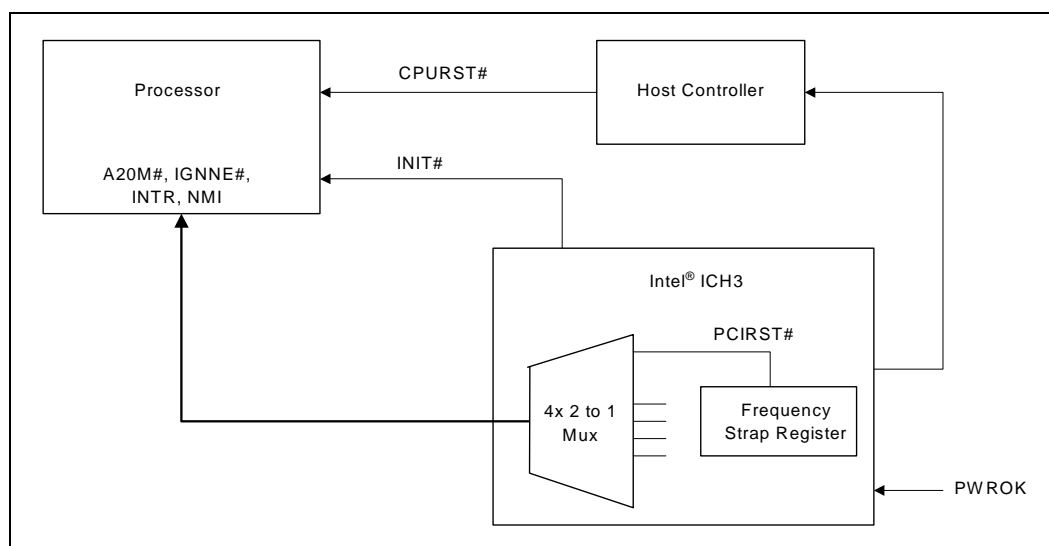 CPURST#
Processor
Host Controller
INIT#
A20M#, IGNNE#,
INTR, NMI
Intel® ICH3
PCIRST#
4x 2 to 1
Mux
Frequency
Strap Register
PWROK